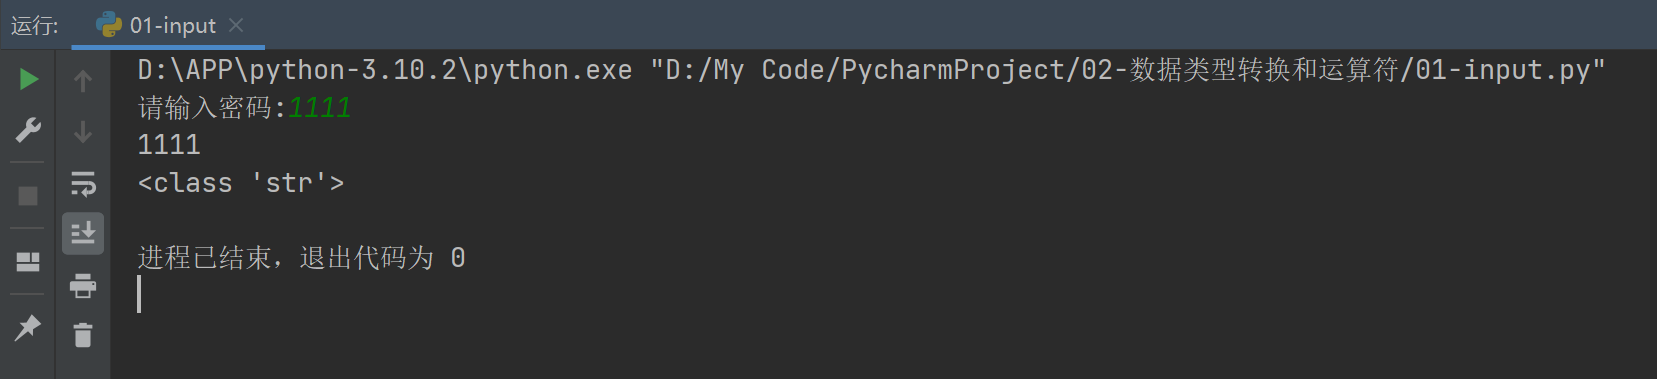 运行: 01-input
D:\APP\python-3.10.2\python.exe "D:/My Code/PycharmProject/02-数据类型转换和运算符/01-input.py"
请输入密码:1111
1111
<class 'str'>
进程已结束，退出代码为 0